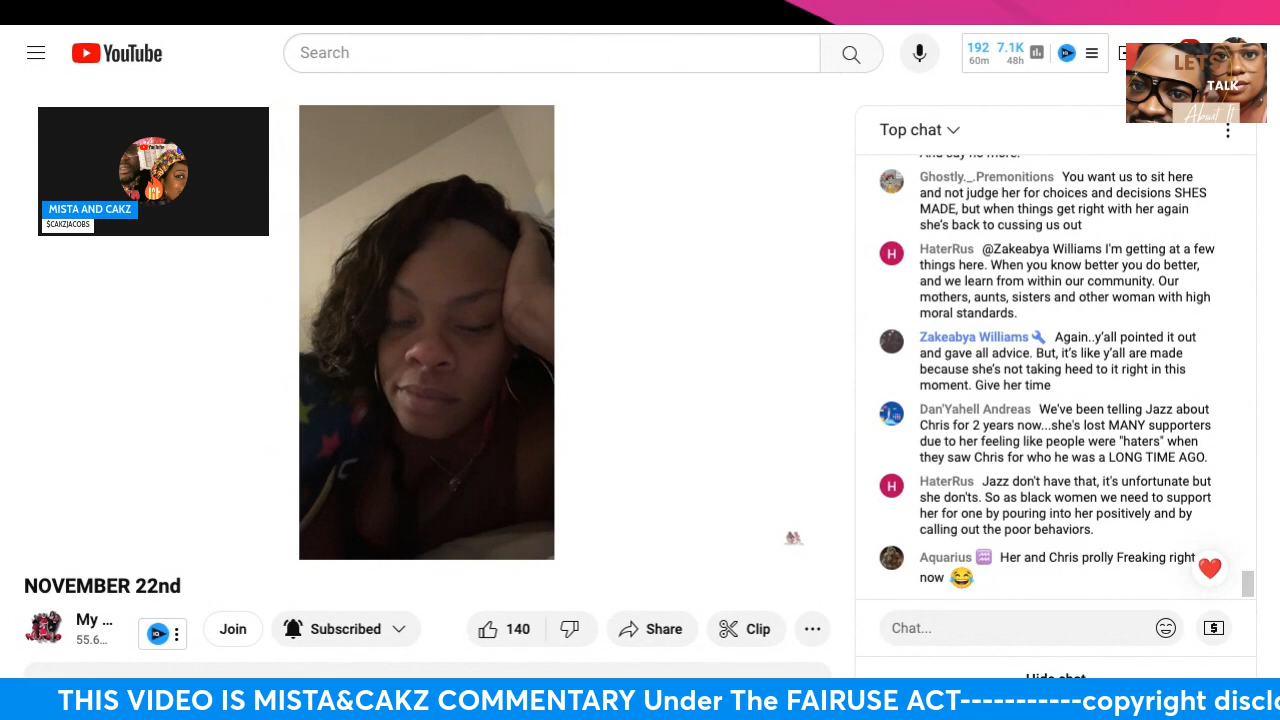 YouTube
Search
192 7.1K
60m 48h
LETS
TALK
About It
MISTA AND CAKZ
$CAKZJACOBS
Top chat
And say no more.
Ghostly._.Premonitions You want us to sit here
and not judge her for choices and decisions SHES
MADE, but when things get right with her again
she's back to cussing us out
H HaterRus @Zakeabya Williams I'm getting at a few
things here. When you know better you do better,
and we learn from within our community. Our
mothers, aunts, sisters and other woman with high
moral standards.
Zakeabya Williams Again..y'all pointed it out
and gave all advice. But, it's like y'all are made
because she's not taking heed to it right in this
moment. Give her time
Dan'Yahell Andreas We've been telling Jazz about
Chris for 2 years now...she's lost MANY supporters
due to her feeling like people were "haters" when
they saw Chris for who he was a LONG TIME AGO.
H HaterRus Jazz don't have that, it's unfortunate but
she don'ts. So as black women we need to support
her for one by pouring into her positively and by
calling out the poor behaviors.
Aquarius ♒ Her and Chris prolly Freaking right
now 😂
NOVEMBER 22nd
My ...
55.6...
Join
Subscribed
140
Share
Clip
Chat...
Hide chat
THIS VIDEO IS MISTA&CAKZ COMMENTARY Under The FAIRUSE ACT-----------copyright discl